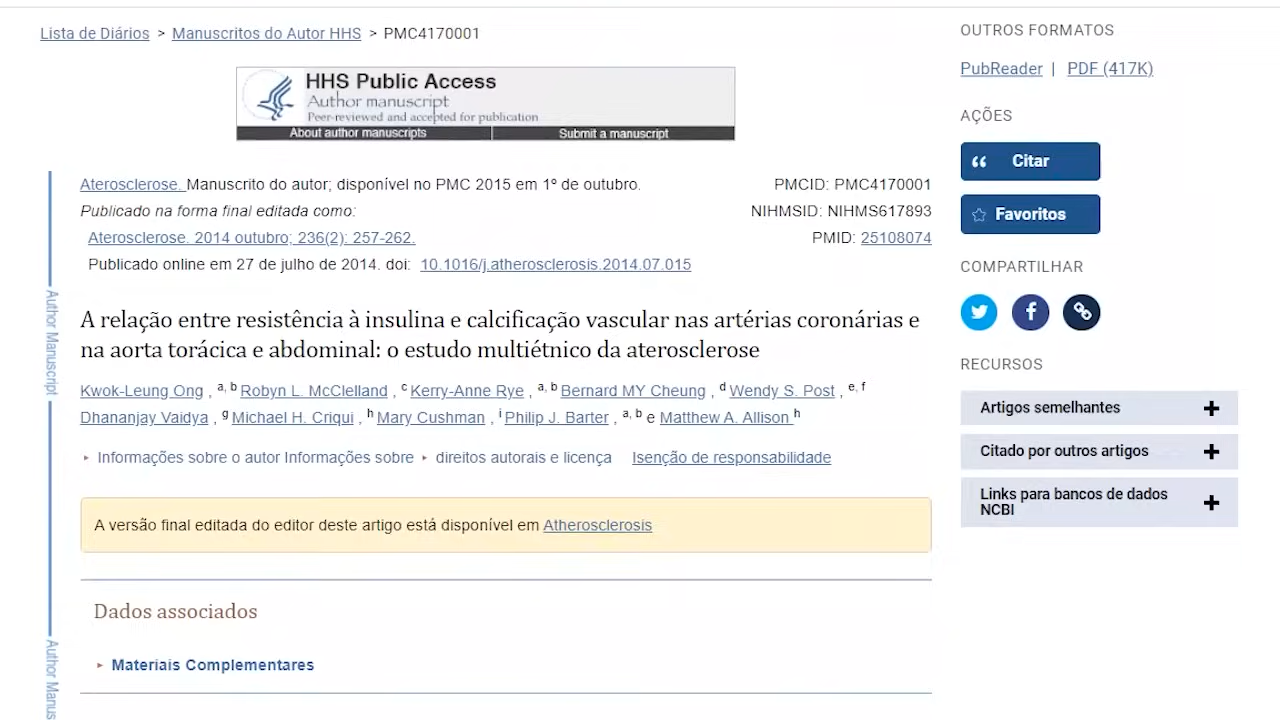 Lista de Diários > Manuscritos do Autor HHS > PMC4170001
HHS Public Access
Author manuscript
Peer-reviewed and accepted for publication
About author manuscripts
Submit a manuscript
Aterosclerose. Manuscrito do autor; disponível no PMC 2015 em 1º de outubro.
Publicado na forma final editada como:
Aterosclerose. 2014 outubro; 236(2): 257-262.
Publicado online em 27 de julho de 2014. doi: 10.1016/j.atherosclerosis.2014.07.015
PMCID: PMC4170001
NIHMSID: NIHMS617893
PMID: 25108074
A relação entre resistência à insulina e calcificação vascular nas artérias coronárias e
na aorta torácica e abdominal: o estudo multiétnico da aterosclerose
Kwok-Leung Ong , a, b Robyn L. McClelland , c Kerry-Anne Rye , a, b Bernard MY Cheung , d Wendy S. Post , e, f
Dhananjay Vaidya , g Michael H. Criqui , h Mary Cushman , i Philip J. Barter , a, b e Matthew A. Allison h
Informações sobre o autor Informações sobre ▸ direitos autorais e licença Isenção de responsabilidade
A versão final editada do editor deste artigo está disponível em Atherosclerosis
Dados associados
Materiais Complementares
Author Manuscript
Author Manus
OUTROS FORMATOS
PubReader | PDF (417K)
AÇÕES
Citar
Favoritos
COMPARTILHAR
RECURSOS
Artigos semelhantes
Citado por outros artigos
Links para bancos de dados
NCBI